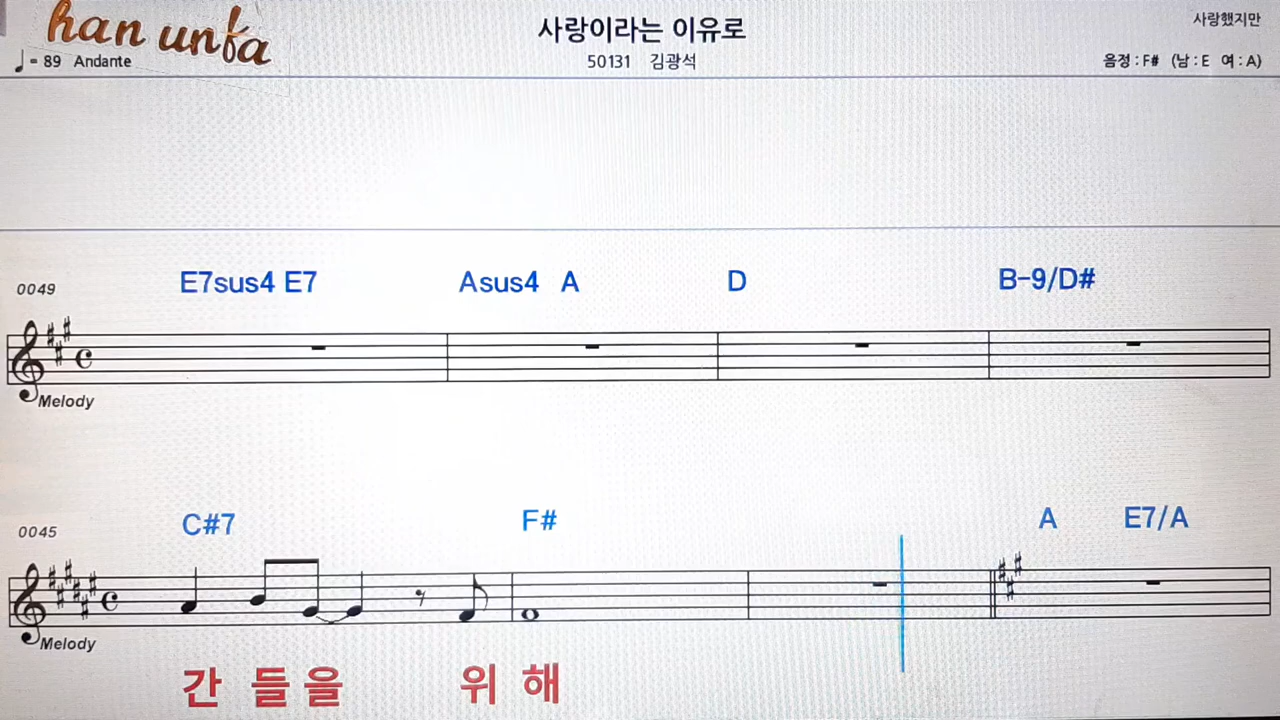 han unfa
사랑이라는 이유로
사랑했지만
♩= 89 Andante
50131 김광석
음정 : F# (남 : E 여 : A)
0049
E7sus4 E7 Asus4 A D B-9/D#
Melody
0045
C#7 F# A E7/A
Melody
간 들 을 위 해